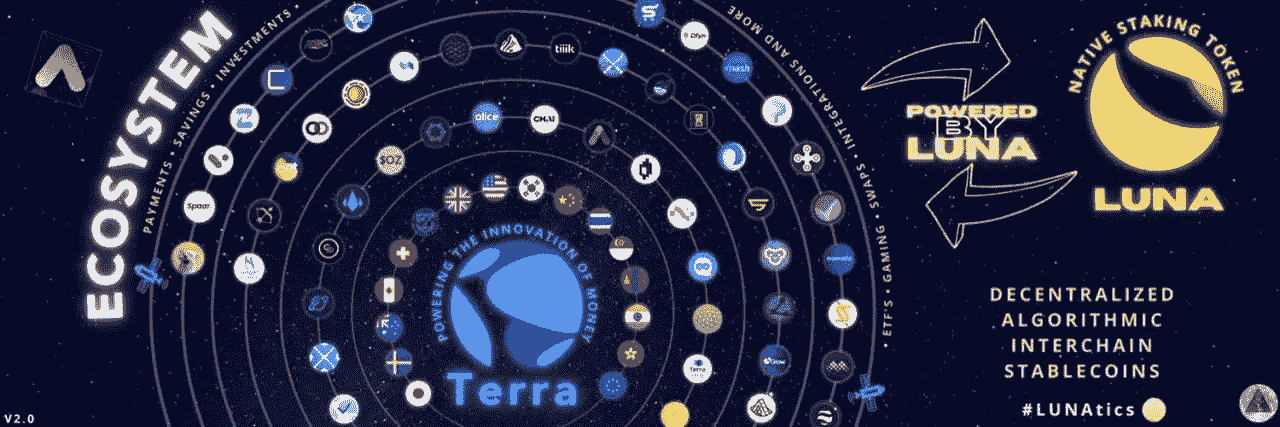 ECOSYSTEM
PAYMENTS • SAVINGS • INVESTMENTS •
MORE
INTEGRATIONS AND
SWAPS •
ETF'S • GAMING •
tiiik
alice
CHAI
Spaar
POWERING THE INNOVATION OF MONEY
Terra
POWERED
BY
LUNA
NATIVE STAKING TOKEN
LUNA
DECENTRALIZED
ALGORITHMIC
INTERCHAIN
STABLECOINS
#LUNAtics
V2.0